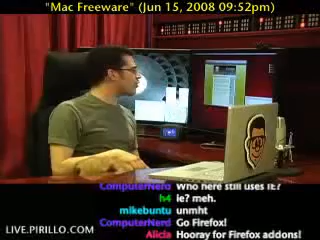 "Mac Freeware" (Jun 15, 2008 09:52pm)
ComputerNerd Who here still uses IE?
h4 Ie? meh.
mikebuntu unmht
ComputerNerd Go Firefox!
Alicia Hooray for Firefox addons!
LIVE.PIRILLO.COM